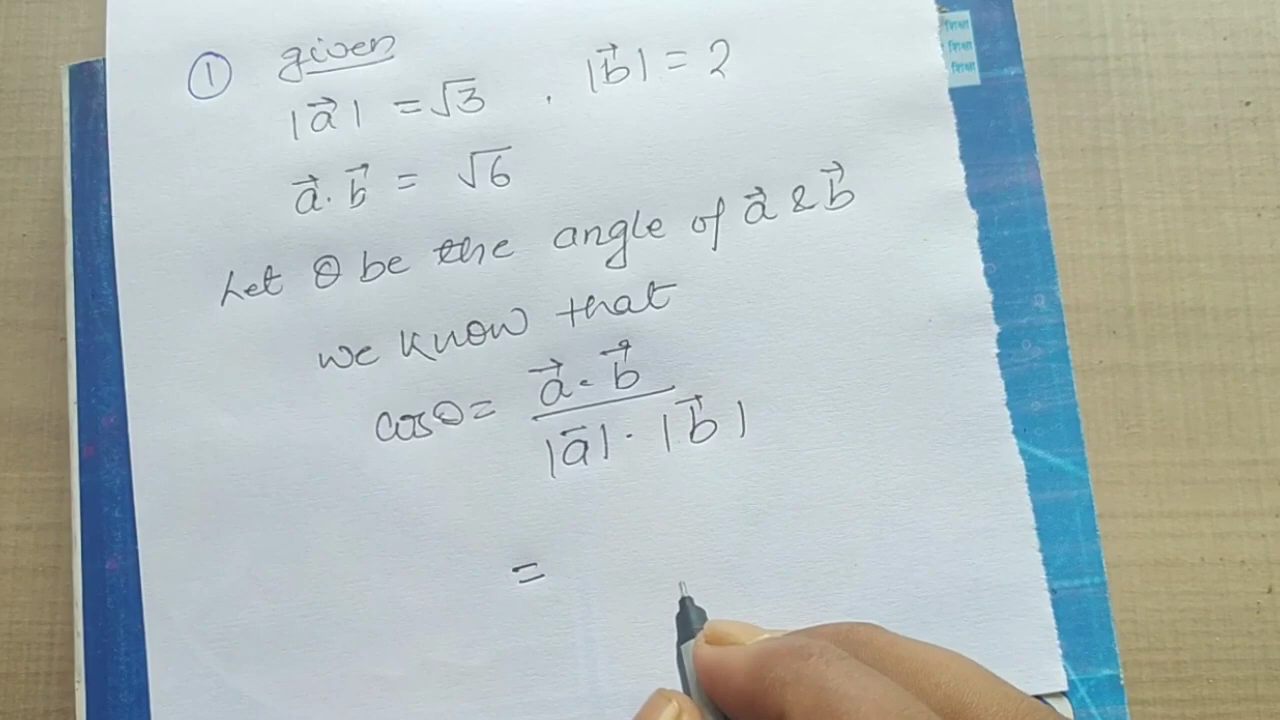 ① given
|a⃗| = √3 , |b⃗| = 2
a⃗. b⃗ = √6
Let θ be the angle of a⃗ & b⃗
we know that
cosθ = a⃗ . b⃗ / |a⃗| . |b⃗|
=
शिक्षा
शिक्षा
शिक्षा